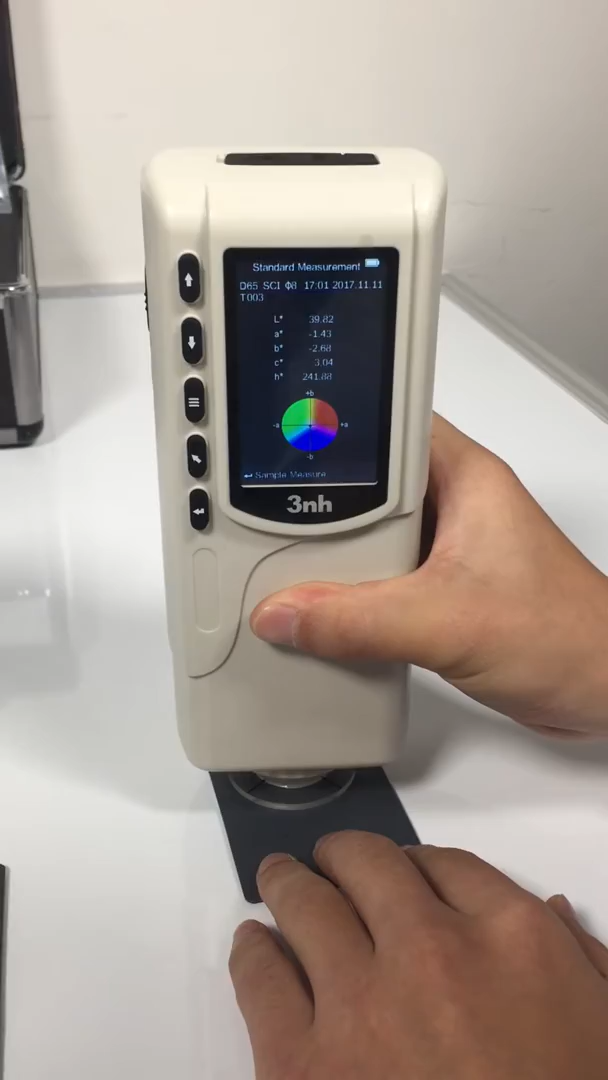 Standard Measurement
D65 SCI Φ8 17:01 2017.11.11
T003
L* 39.82
a* -1.43
b* -2.68
c* 3.04
h* 241.88
+b
-a +a
-b
Sample Measure
3nh